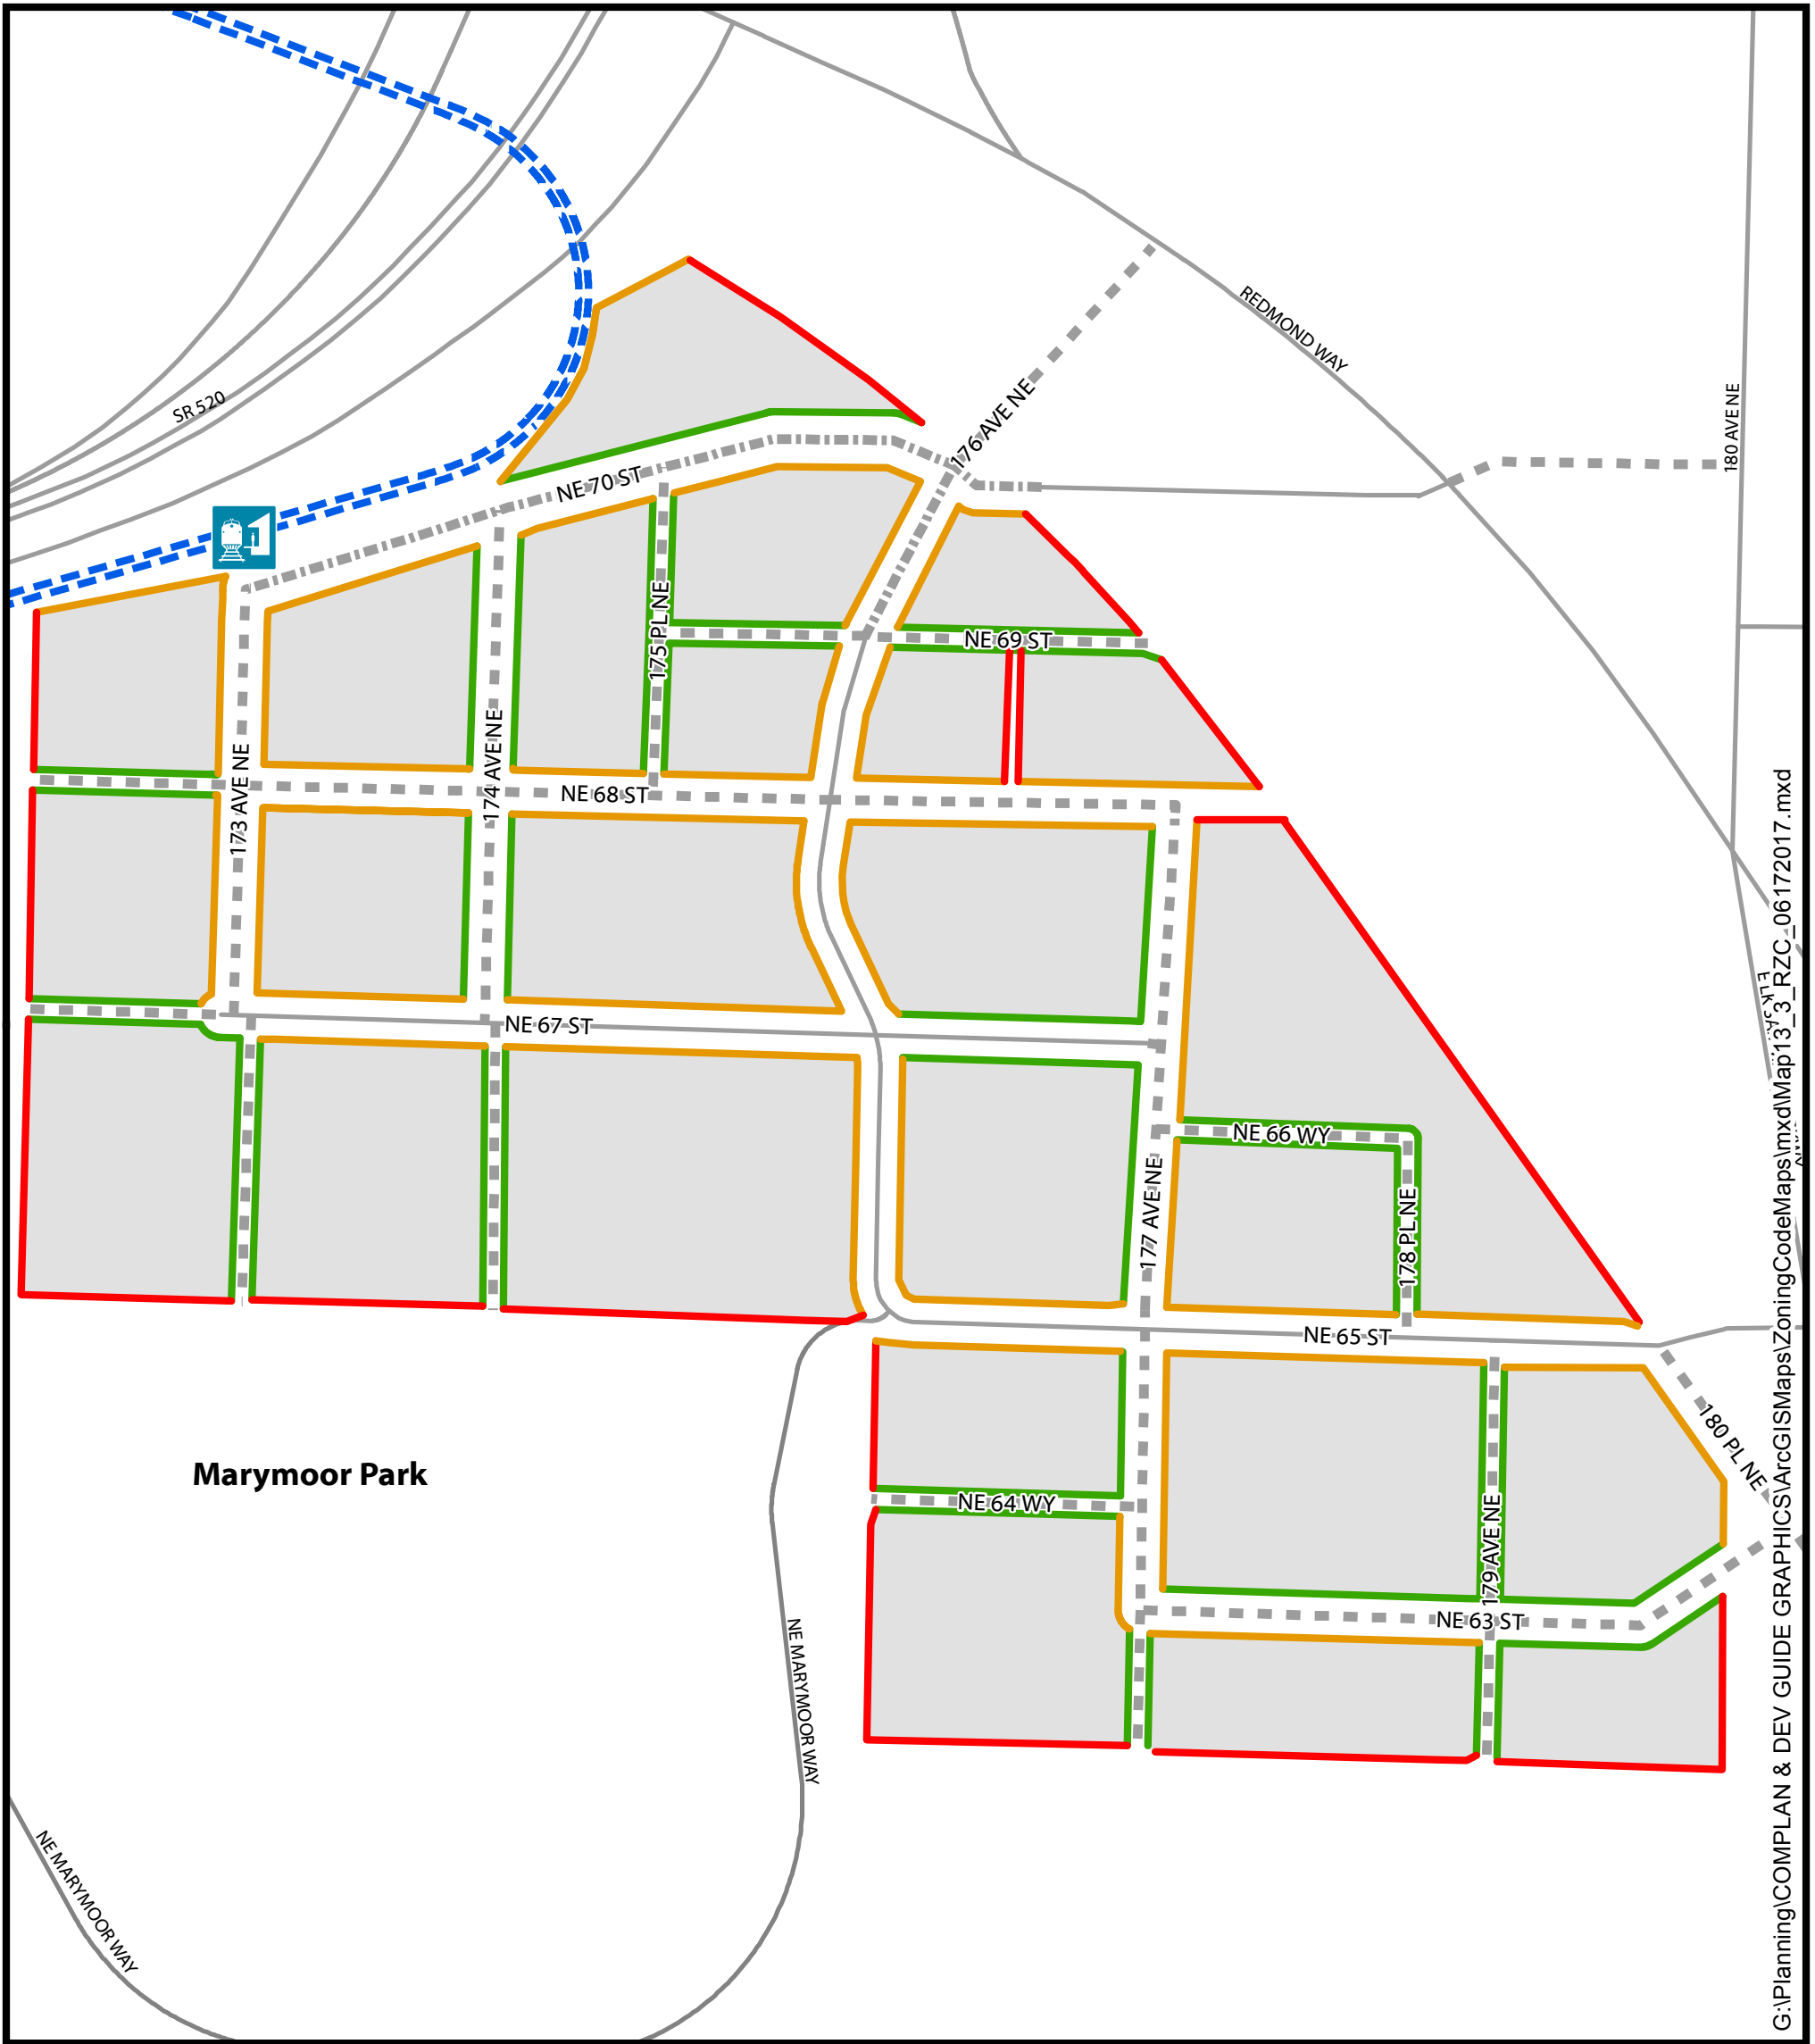 REDMOND WAY
176 AVE NE
180 AVE NE
SR 520
NE 70 ST
175 PL NE
NE 69 ST
173 AVE NE
174 AVE NE
NE 68 ST
NE 67 ST
NE 66 WY
177 AVE NE
178 PL NE
NE 65 ST
180 PL NE
Marymoor Park
NE 64 WY
179 AVE NE
NE 63 ST
NE MARYMOOR WAY
NE MARYMOOR WAY
G:\Planning\COMPLAN & DEV GUIDE GRAPHICS\ArcGISMaps\ZoningCodeMaps\mxd\Map13_3_RZC_06172017.mxd